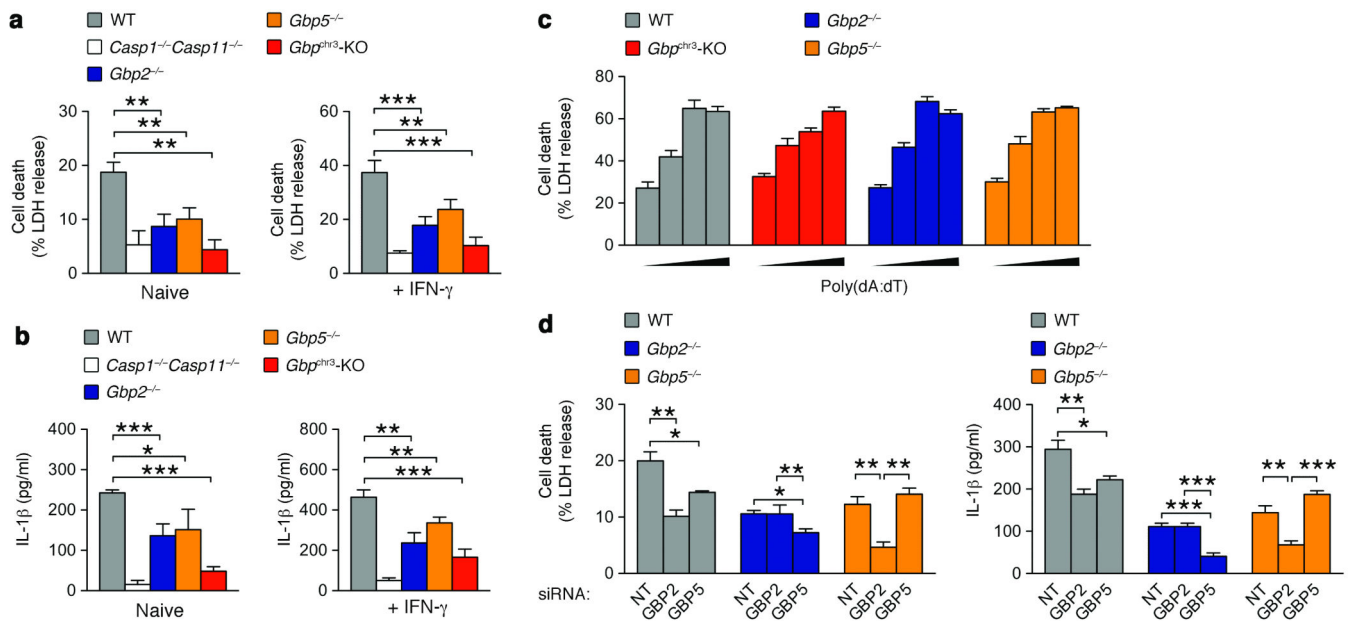 a
WT
Casp1–/–Casp11–/–
Gbp2–/–
Gbp5–/–
Gbpchr3-KO
Cell death
(% LDH release)
30
20
10
0
**
**
**
Naive
Cell death
(% LDH release)
60
40
20
0
***
**
***
+ IFN-γ
b
WT
Casp1–/–Casp11–/–
Gbp2–/–
Gbp5–/–
Gbpchr3-KO
IL-1β (pg/ml)
400
300
200
100
0
***
*
***
Naive
IL-1β (pg/ml)
800
600
400
200
0
**
**
***
+ IFN-γ
c
WT
Gbpchr3-KO
Gbp2–/–
Gbp5–/–
Cell death
(% LDH release)
80
60
40
20
0
Poly(dA:dT)
d
WT
Gbp2–/–
Gbp5–/–
Cell death
(% LDH release)
30
20
10
0
**
*
**
*
** **
siRNA:
NT GBP2 GBP5 NT GBP2 GBP5 NT GBP2 GBP5
WT
Gbp2–/–
Gbp5–/–
IL-1β (pg/ml)
400
300
200
100
0
**
*
***
***
** ***
NT GBP2 GBP5 NT GBP2 GBP5 NT GBP2 GBP5